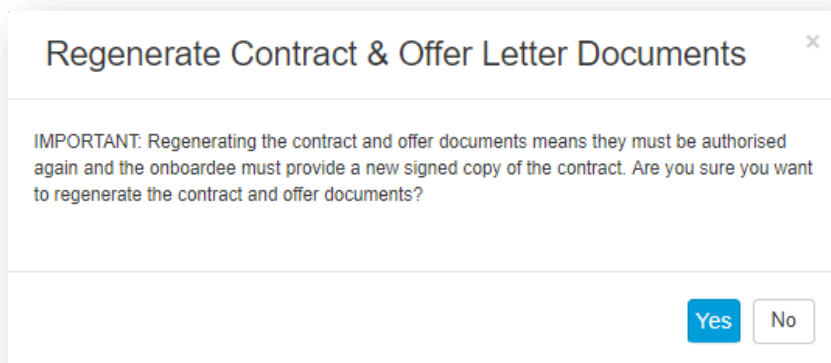 Regenerate Contract & Offer Letter Documents
×
IMPORTANT: Regenerating the contract and offer documents means they must be authorised
again and the onboardee must provide a new signed copy of the contract. Are you sure you want
to regenerate the contract and offer documents?
Yes No